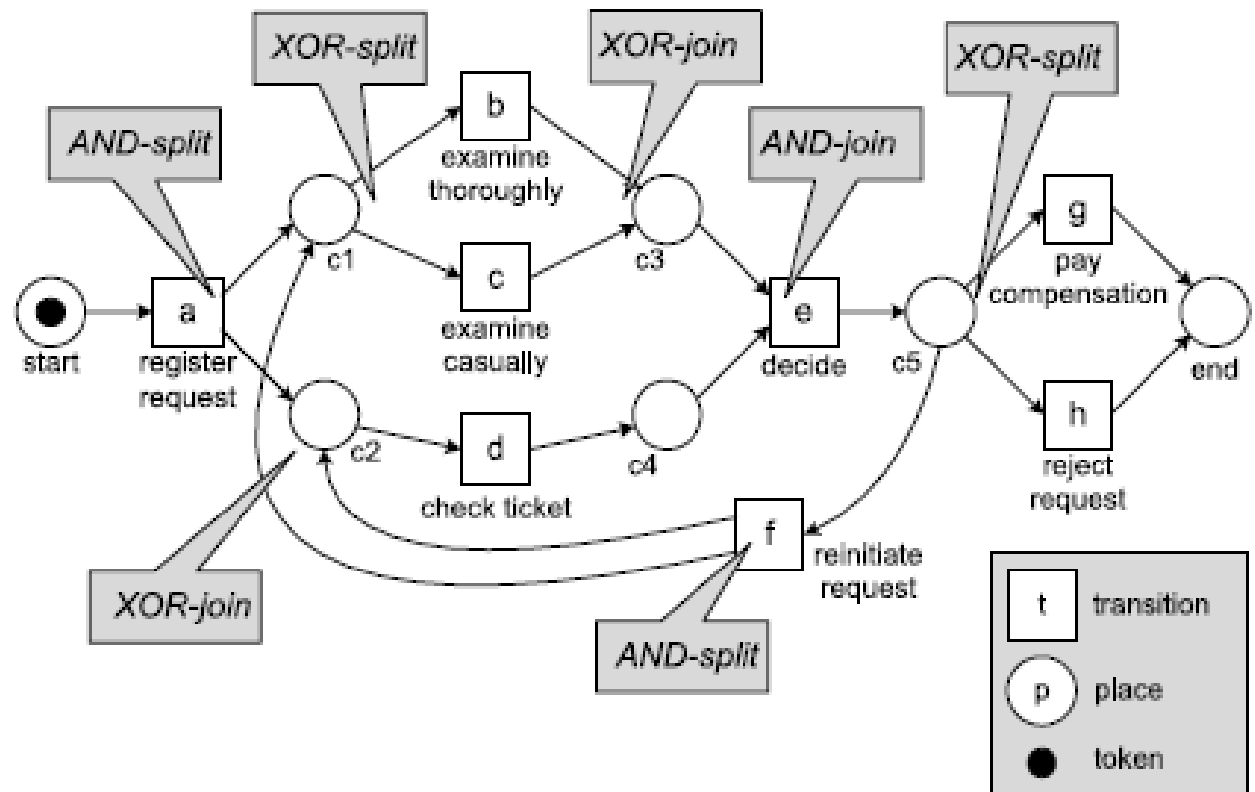 XOR-split
XOR-join
XOR-split
AND-split
b
AND-join
examine
thoroughly
g
c1
c3
pay
compensation
a
c
e
start
register
request
examine
casually
decide
c5
end
c2
d
c4
h
check ticket
reject
request
f
reinitiate
request
XOR-join
AND-split
t transition
p place
token